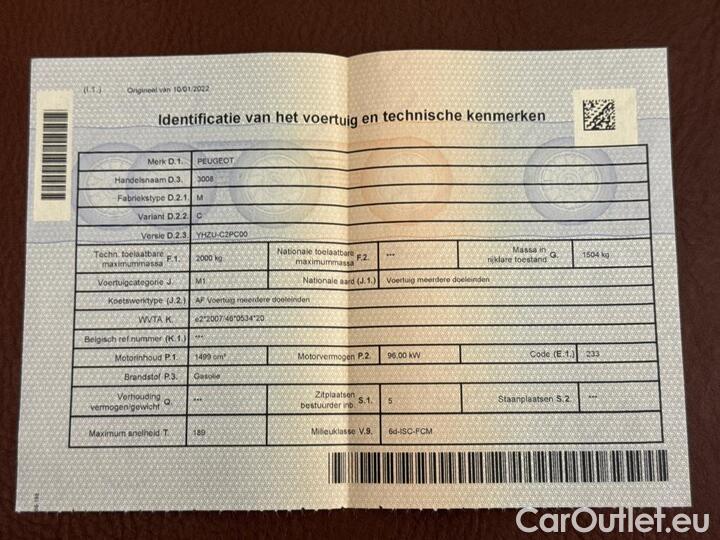 (I.1.) Origineel van 10/01/2022
Identificatie van het voertuig en technische kenmerken
Merk D.1. PEUGEOT
Handelsnaam D.3. 3008
Fabriekstype D.2.1. M
Variant D.2.2. C
Versie D.2.3. YHZU-C2PC00
Techn. toelaatbare maximummassa F.1. 2000 kg Nationale toelaatbare maximummassa F.2. *** Massa in rijklare toestand G. 1504 kg
Voertuigcategorie J. M1 Nationale aard (J.1.) Voertuig meerdere doeleinden
Koetswerktype (J.2.) AF Voertuig meerdere doeleinden
WVTA K. e2*2007/46*0534*20
Belgisch ref.nummer (K.1.) ***
Motorinhoud P.1. 1499 cm³ Motorvermogen P.2. 96,00 kW Code (E.1.) 233
Brandstof P.3. Gasolie
Verhouding vermogen/gewicht Q. *** Zitplaatsen bestuurder inb. S.1. 5 Staanplaatsen S.2. ***
Maximum snelheid T. 189 Milieuklasse V.9. 6d-ISC-FCM
CarOutlet.eu